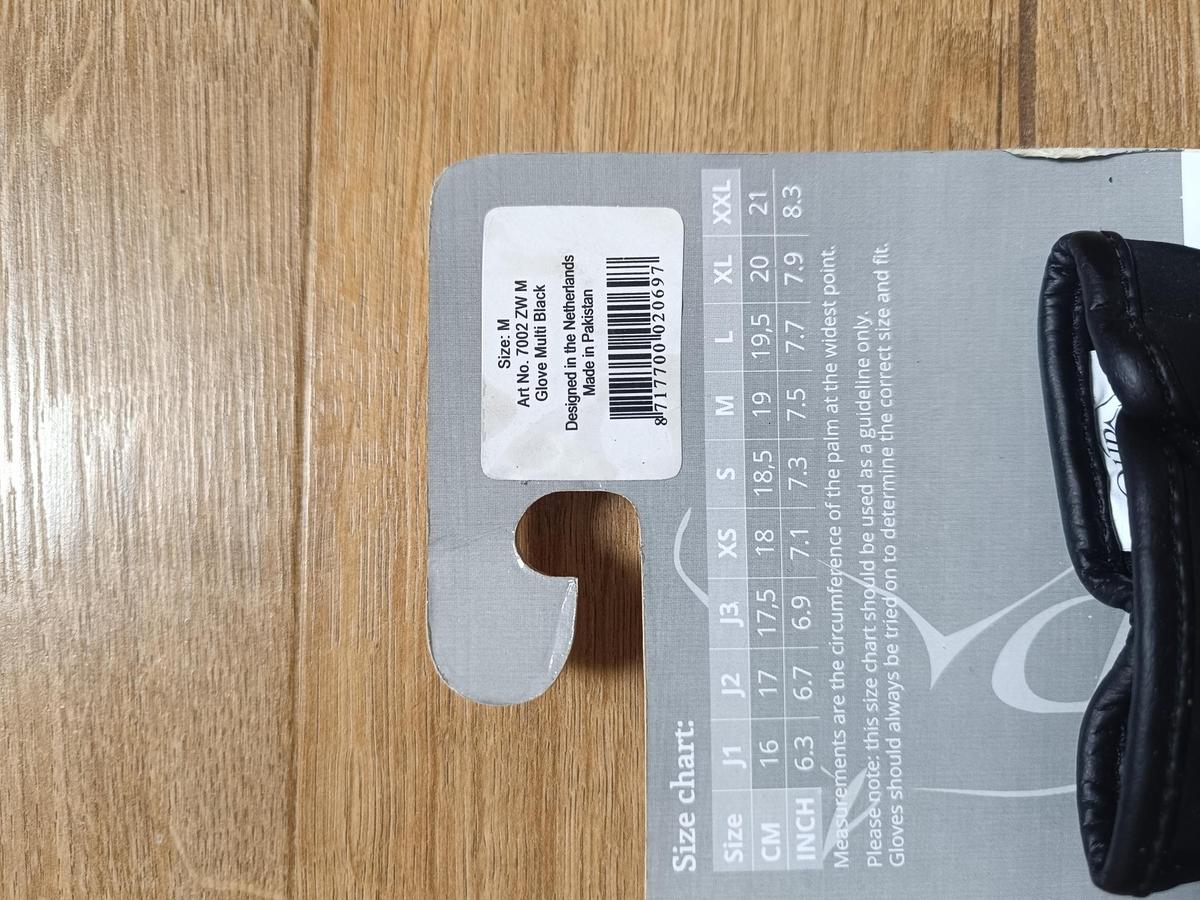 Size: M
Art No. 7002 ZW M
Glove Multi Black
Designed in the Netherlands
Made in Pakistan
8 717700 020697
Size chart:
Size J1 J2 J3 XS S M L XL XXL
CM 16 17 17,5 18 18,5 19 19,5 20 21
INCH 6.3 6.7 6.9 7.1 7.3 7.5 7.7 7.9 8.3
Measurements are the circumference of the palm at the widest point.
Please note: this size chart should be used as a guideline only.
Gloves should always be tried on to determine the correct size and fit.